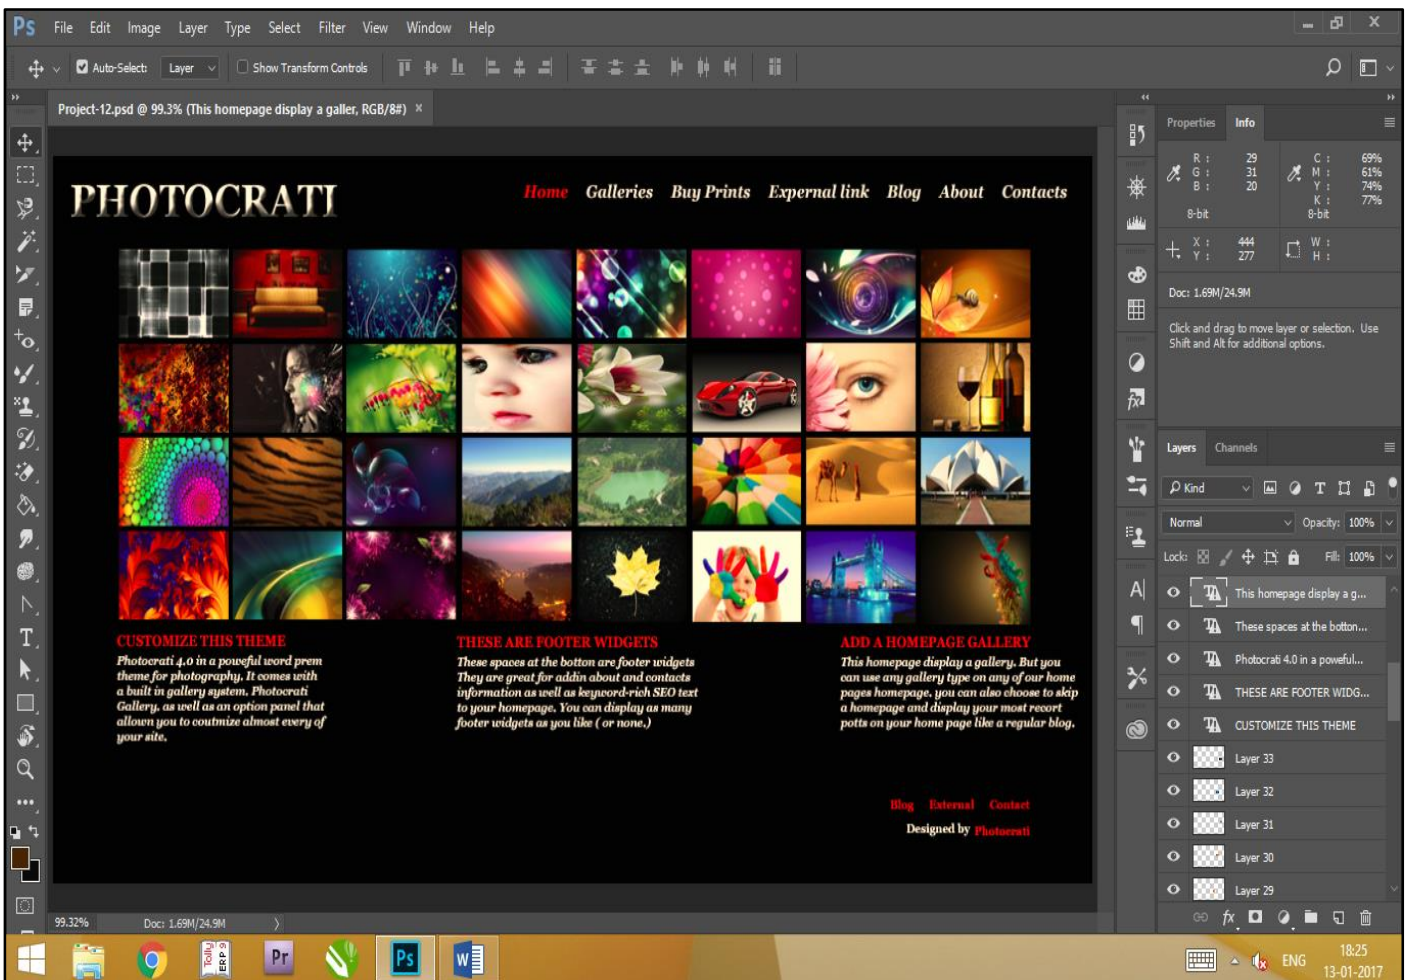 Ps File Edit Image Layer Type Select Filter View Window Help
Auto-Select: Layer Show Transform Controls
Project-12.psd @ 99.3% (This homepage display a galler, RGB/8#) ×
PHOTOCRATI
Home Galleries Buy Prints Expernal link Blog About Contacts
CUSTOMIZE THIS THEME
Photocrati 4.0 in a poweful word prem
theme for photography. It comes with
a built in gallery system. Photocrati
Gallery. as well as an option panel that
allown you to coutmize almost every of
your site.
THESE ARE FOOTER WIDGETS
These spaces at the botton are footer widgets
They are great for addin about and contacts
information as well as keyword-rich SEO text
to your homepage. You can display as many
footer widgets as you like ( or none.)
ADD A HOMEPAGE GALLERY
This homepage display a gallery. But you
can use any gallery type on any of our home
pages homepage. you can also choose to skip
a homepage and display your most recort
potts on your home page like a regular blog.
Blog External Contact
Designed by Photocrati
99.32% Doc: 1.69M/24.9M
Properties Info
R : 29 C : 69%
G : 31 M : 61%
B : 20 Y : 74%
K : 77%
8-bit 8-bit
X : 444 W :
Y : 277 H :
Doc: 1.69M/24.9M
Click and drag to move layer or selection. Use
Shift and Alt for additional options.
Layers Channels
Kind
Normal Opacity: 100%
Lock: Fill: 100%
This homepage display a g...
These spaces at the botton...
Photocrati 4.0 in a poweful...
THESE ARE FOOTER WIDG...
CUSTOMIZE THIS THEME
Layer 33
Layer 32
Layer 31
Layer 30
Layer 29
fx
Tally ERP 9
Pr
Ps
W
ENG
18:25
13-01-2017